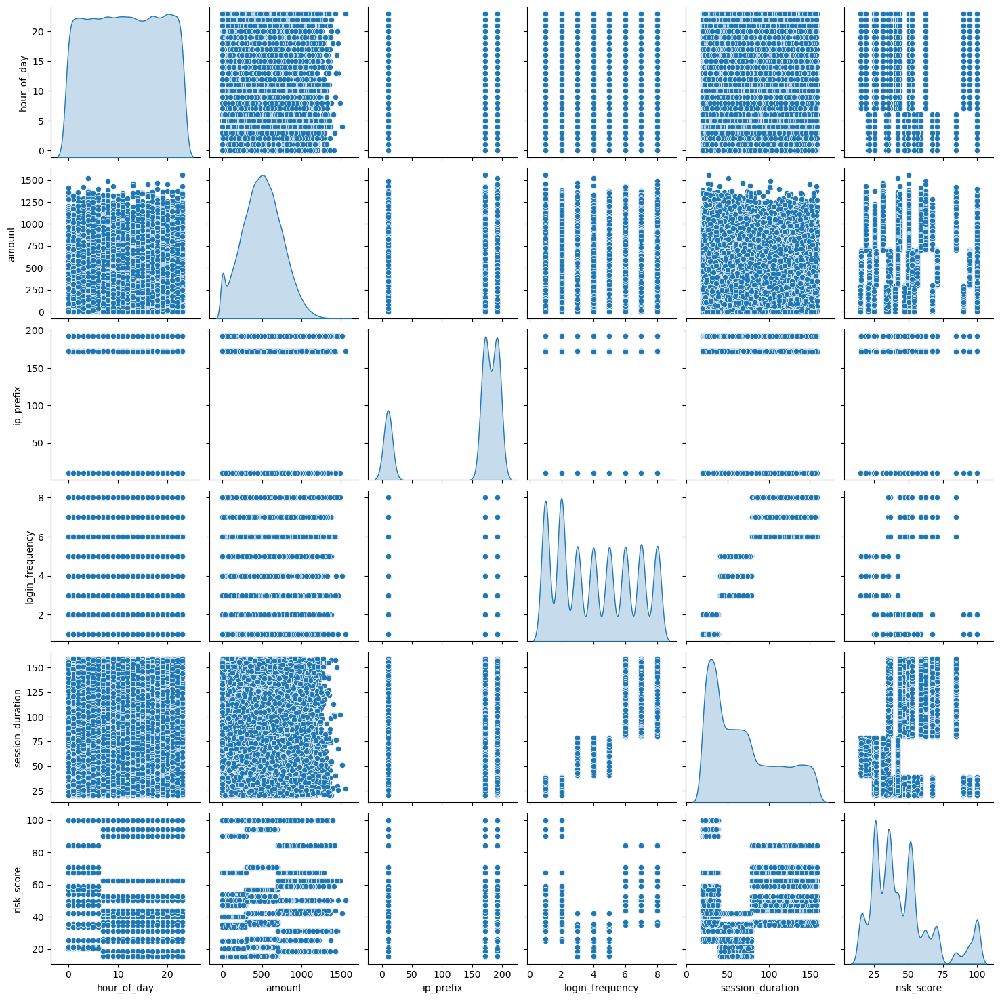 hour_of_day
20
15
10
5
0
amount
1500
1250
1000
750
500
250
0
ip_prefix
200
150
100
50
login_frequency
8
6
4
2
session_duration
150
125
100
75
50
25
risk_score
100
80
60
40
20
0 20
0 500 1000 1500
0 50 100 150 200
0 2 4 6 8
0 50 100 150
25 50 75 100
hour_of_day amount ip_prefix login_frequency session_duration risk_score